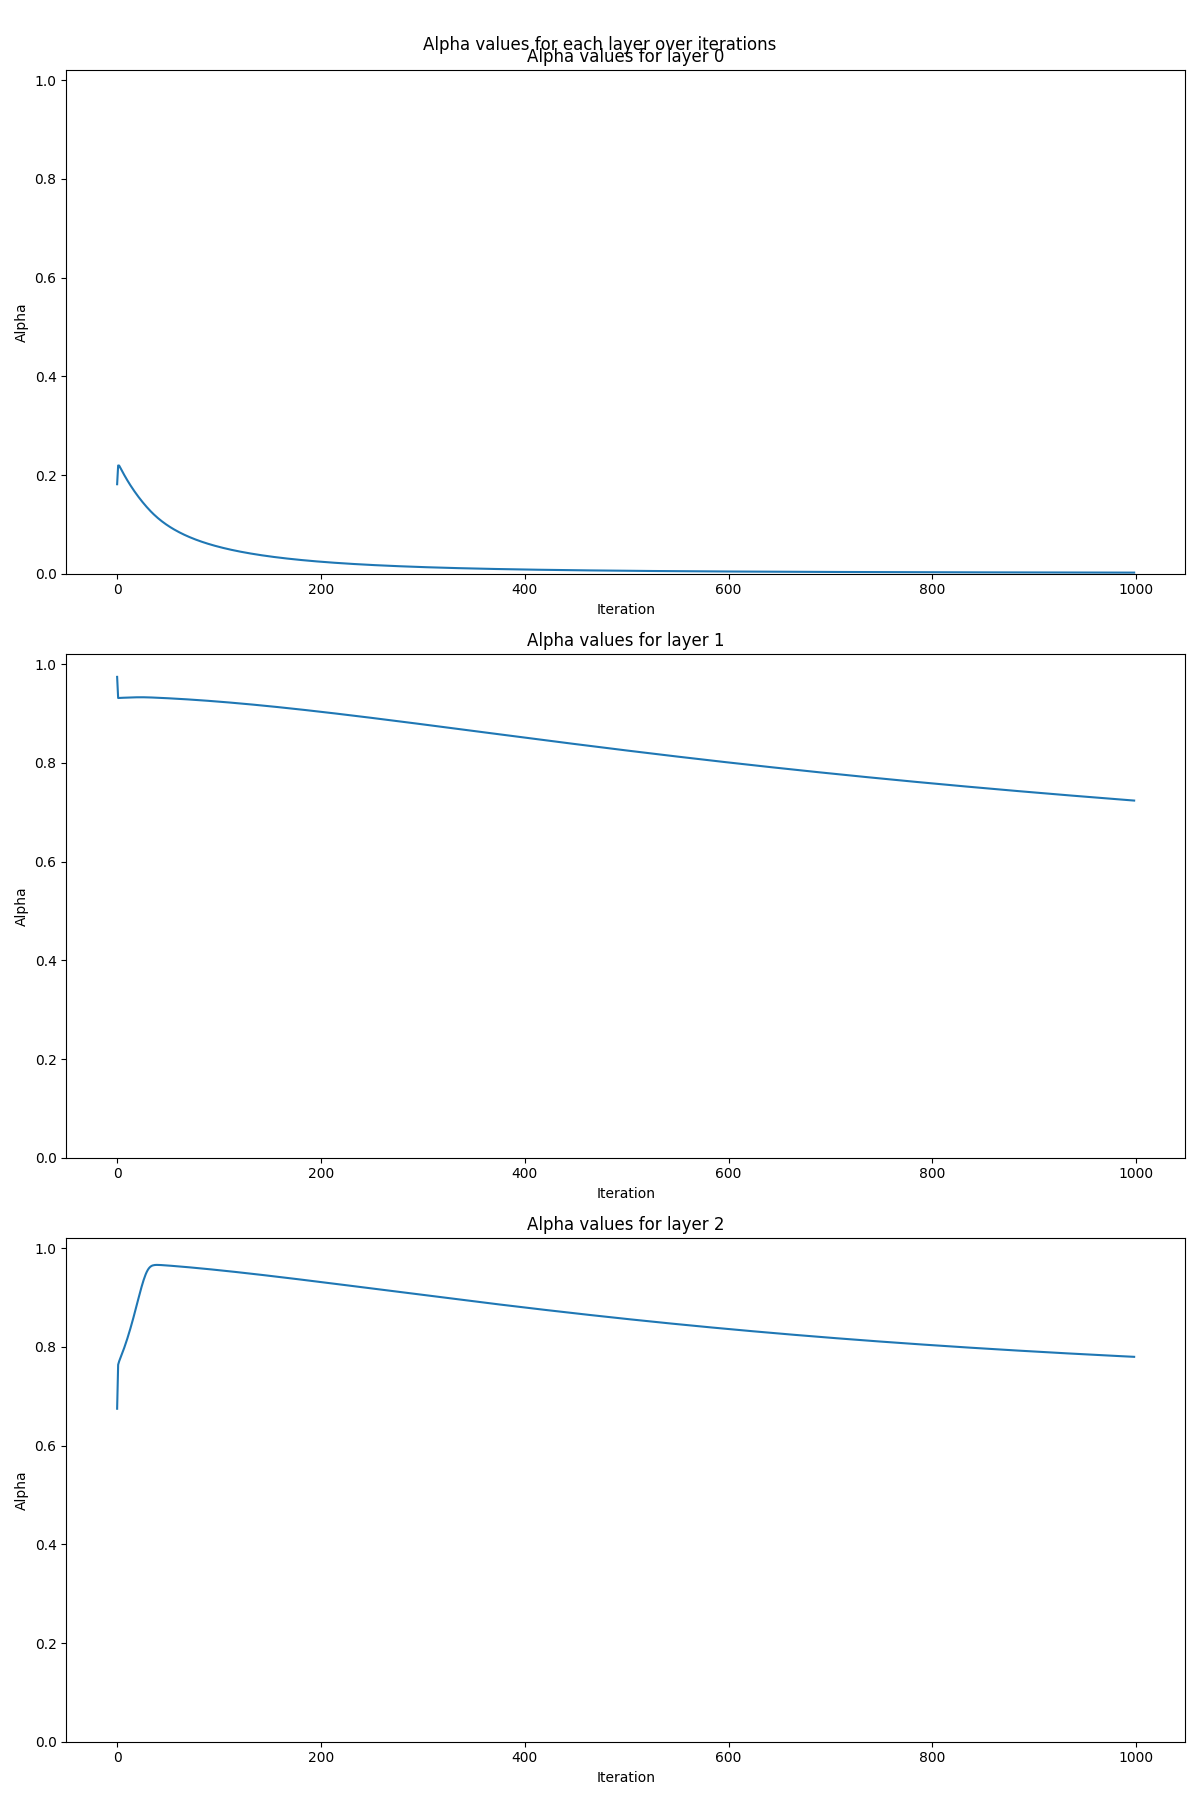 Alpha values for each layer over iterations
Alpha values for layer 0
1.0
0.8
0.6
0.4
0.2
0.0
Alpha
0 200 400 600 800 1000
Iteration
Alpha values for layer 1
1.0
0.8
0.6
0.4
0.2
0.0
Alpha
0 200 400 600 800 1000
Iteration
Alpha values for layer 2
1.0
0.8
0.6
0.4
0.2
0.0
Alpha
0 200 400 600 800 1000
Iteration